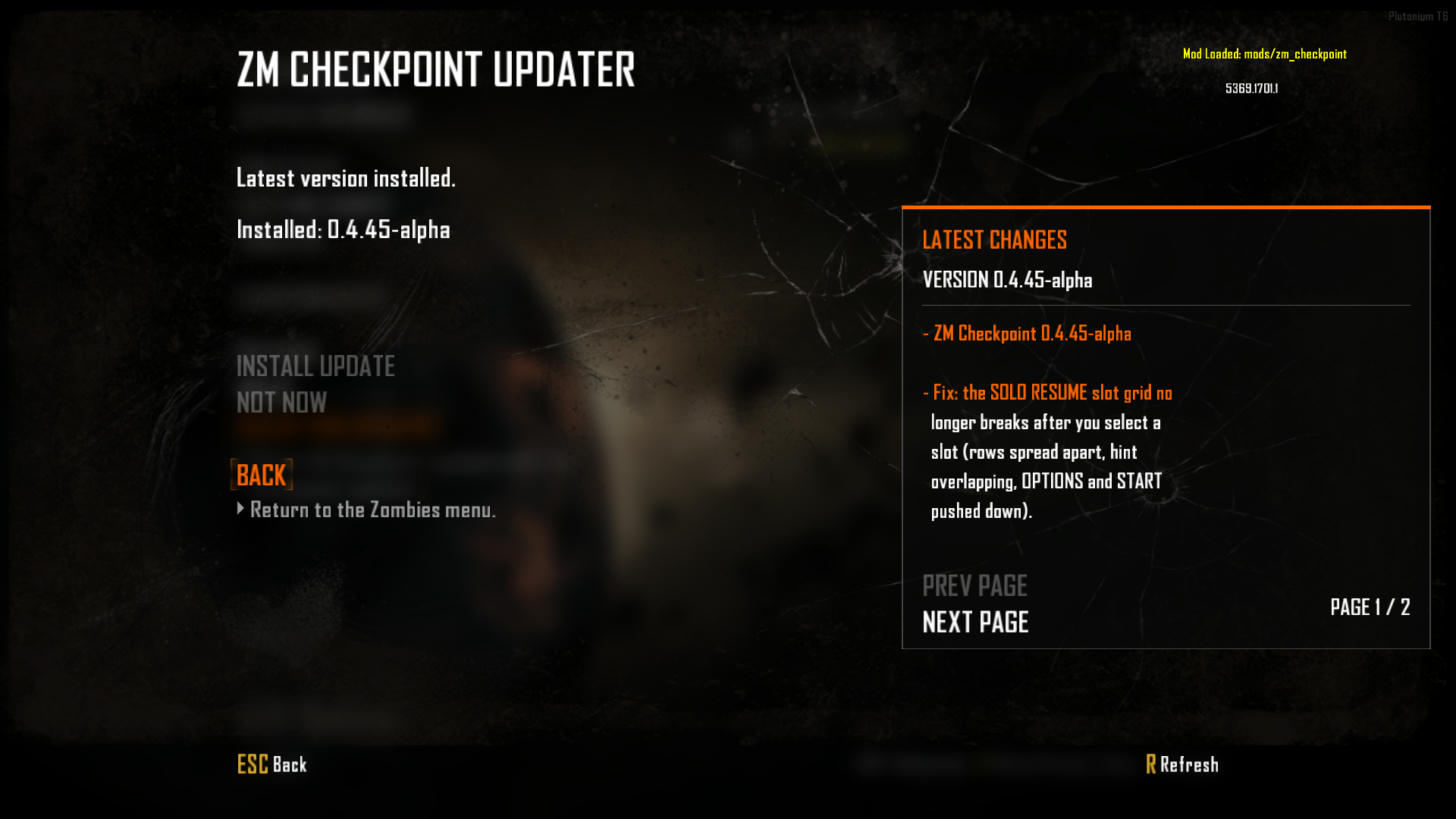 Plutonium T6
ZM CHECKPOINT UPDATER
Mod Loaded: mods/zm_checkpoint
5369.1701.1
Latest version installed.
Installed: 0.4.45-alpha
LATEST CHANGES
VERSION 0.4.45-alpha
- ZM Checkpoint 0.4.45-alpha
- Fix: the SOLO RESUME slot grid no
longer breaks after you select a
slot (rows spread apart, hint
overlapping, OPTIONS and START
pushed down).
INSTALL UPDATE
NOT NOW
BACK
Return to the Zombies menu.
PREV PAGE
NEXT PAGE
PAGE 1 / 2
ESC Back
R Refresh